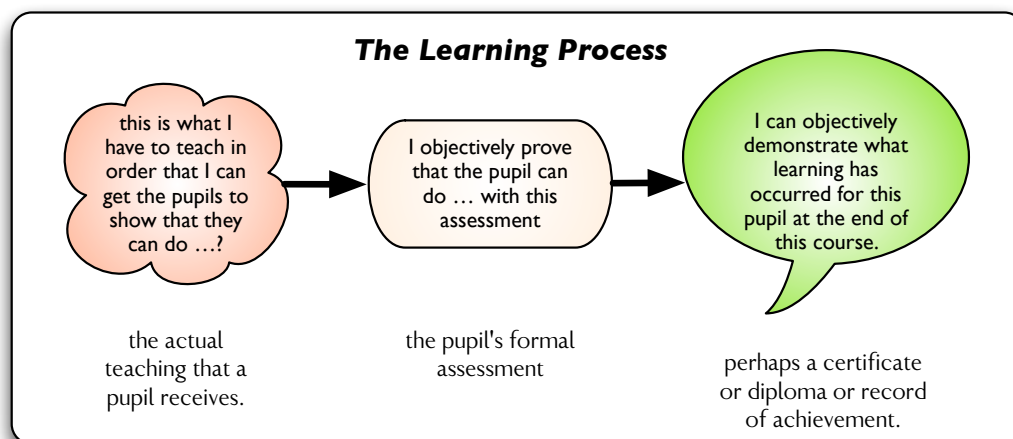 The Learning Process
this is what I
have to teach in
order that I can
get the pupils to
show that they
can do …?
I objectively prove
that the pupil can
do … with this
assessment
I can objectively
demonstrate what
learning has
occurred for this
pupil at the end of
this course.
the actual
teaching that a
pupil receives.
the pupil's formal
assessment
perhaps a certificate
or diploma or record
of achievement.